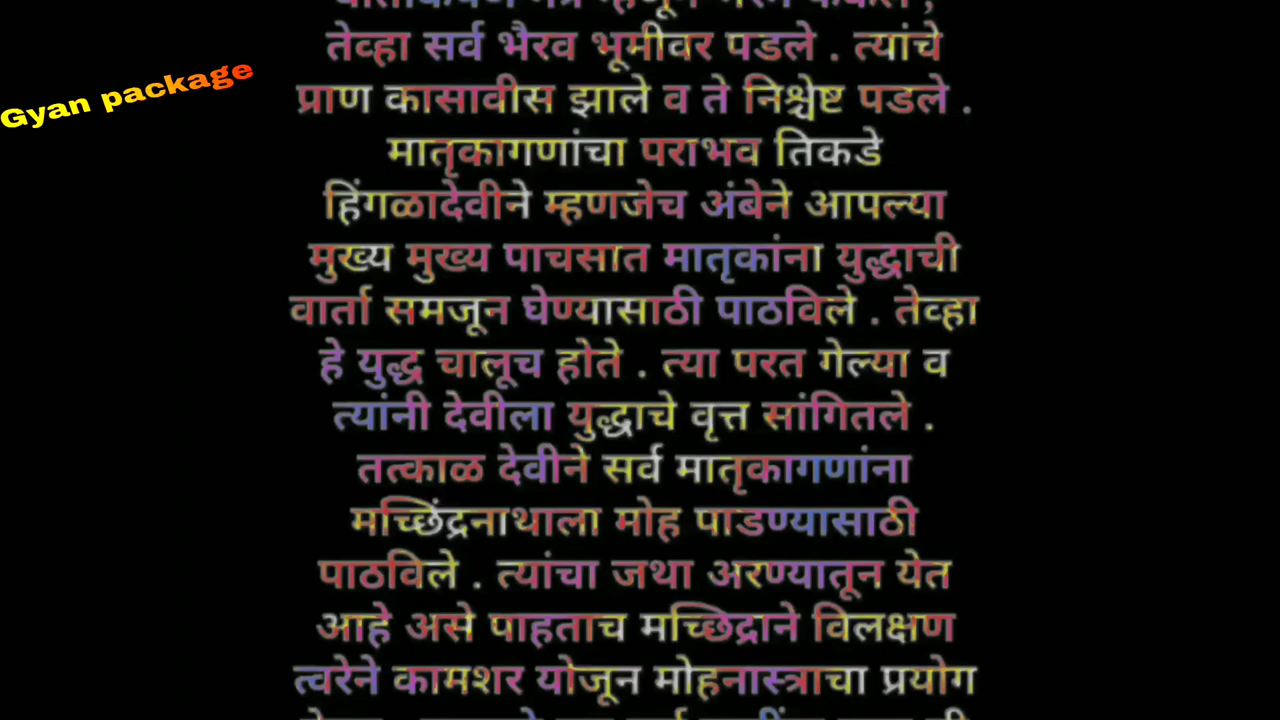 Gyan package
तेव्हा सर्व भैरव भूमीवर पडले . त्यांचे
प्राण कासावीस झाले व ते निश्चेष्ट पडले .
मातृकागणांचा पराभव तिकडे
हिंगळादेवीने म्हणजेच अंबेने आपल्या
मुख्य मुख्य पाचसात मातृकांना युद्धाची
वार्ता समजून घेण्यासाठी पाठविले . तेव्हा
हे युद्ध चालूच होते . त्या परत गेल्या व
त्यांनी देवीला युद्धाचे वृत्त सांगितले .
तत्काळ देवीने सर्व मातृकागणांना
मच्छिंद्रनाथाला मोह पाडण्यासाठी
पाठविले . त्यांचा जथा अरण्यातून येत
आहे असे पाहताच मच्छिद्राने विलक्षण
त्वरेने कामशर योजून मोहनास्त्राचा प्रयोग